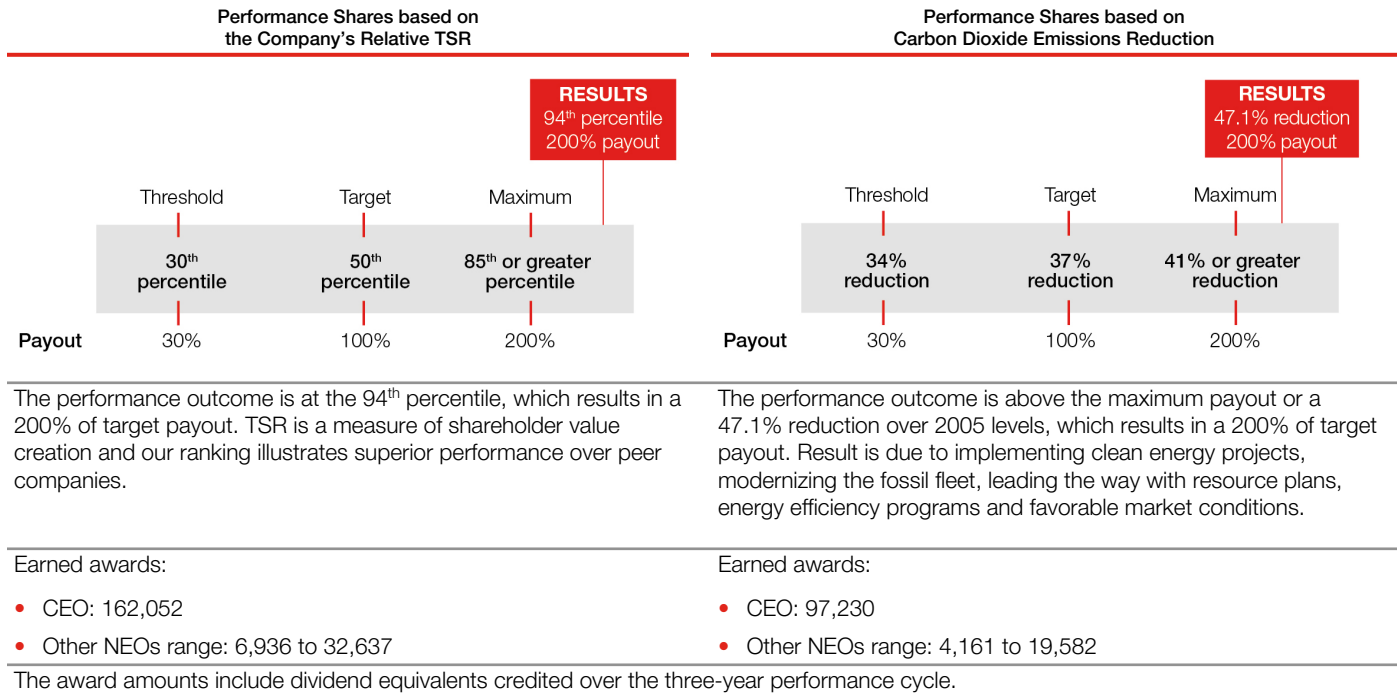 Performance Shares based on
the Company's Relative TSR
RESULTS
94th percentile
200% payout
Threshold Target Maximum
30th
percentile
50th
percentile
85th or greater
percentile
Payout 30% 100% 200%
The performance outcome is at the 94th percentile, which results in a
200% of target payout. TSR is a measure of shareholder value
creation and our ranking illustrates superior performance over peer
companies.
Earned awards:
• CEO: 162,052
• Other NEOs range: 6,936 to 32,637
Performance Shares based on
Carbon Dioxide Emissions Reduction
RESULTS
47.1% reduction
200% payout
Threshold Target Maximum
34%
reduction
37%
reduction
41% or greater
reduction
Payout 30% 100% 200%
The performance outcome is above the maximum payout or a
47.1% reduction over 2005 levels, which results in a 200% of target
payout. Result is due to implementing clean energy projects,
modernizing the fossil fleet, leading the way with resource plans,
energy efficiency programs and favorable market conditions.
Earned awards:
• CEO: 97,230
• Other NEOs range: 4,161 to 19,582
The award amounts include dividend equivalents credited over the three-year performance cycle.